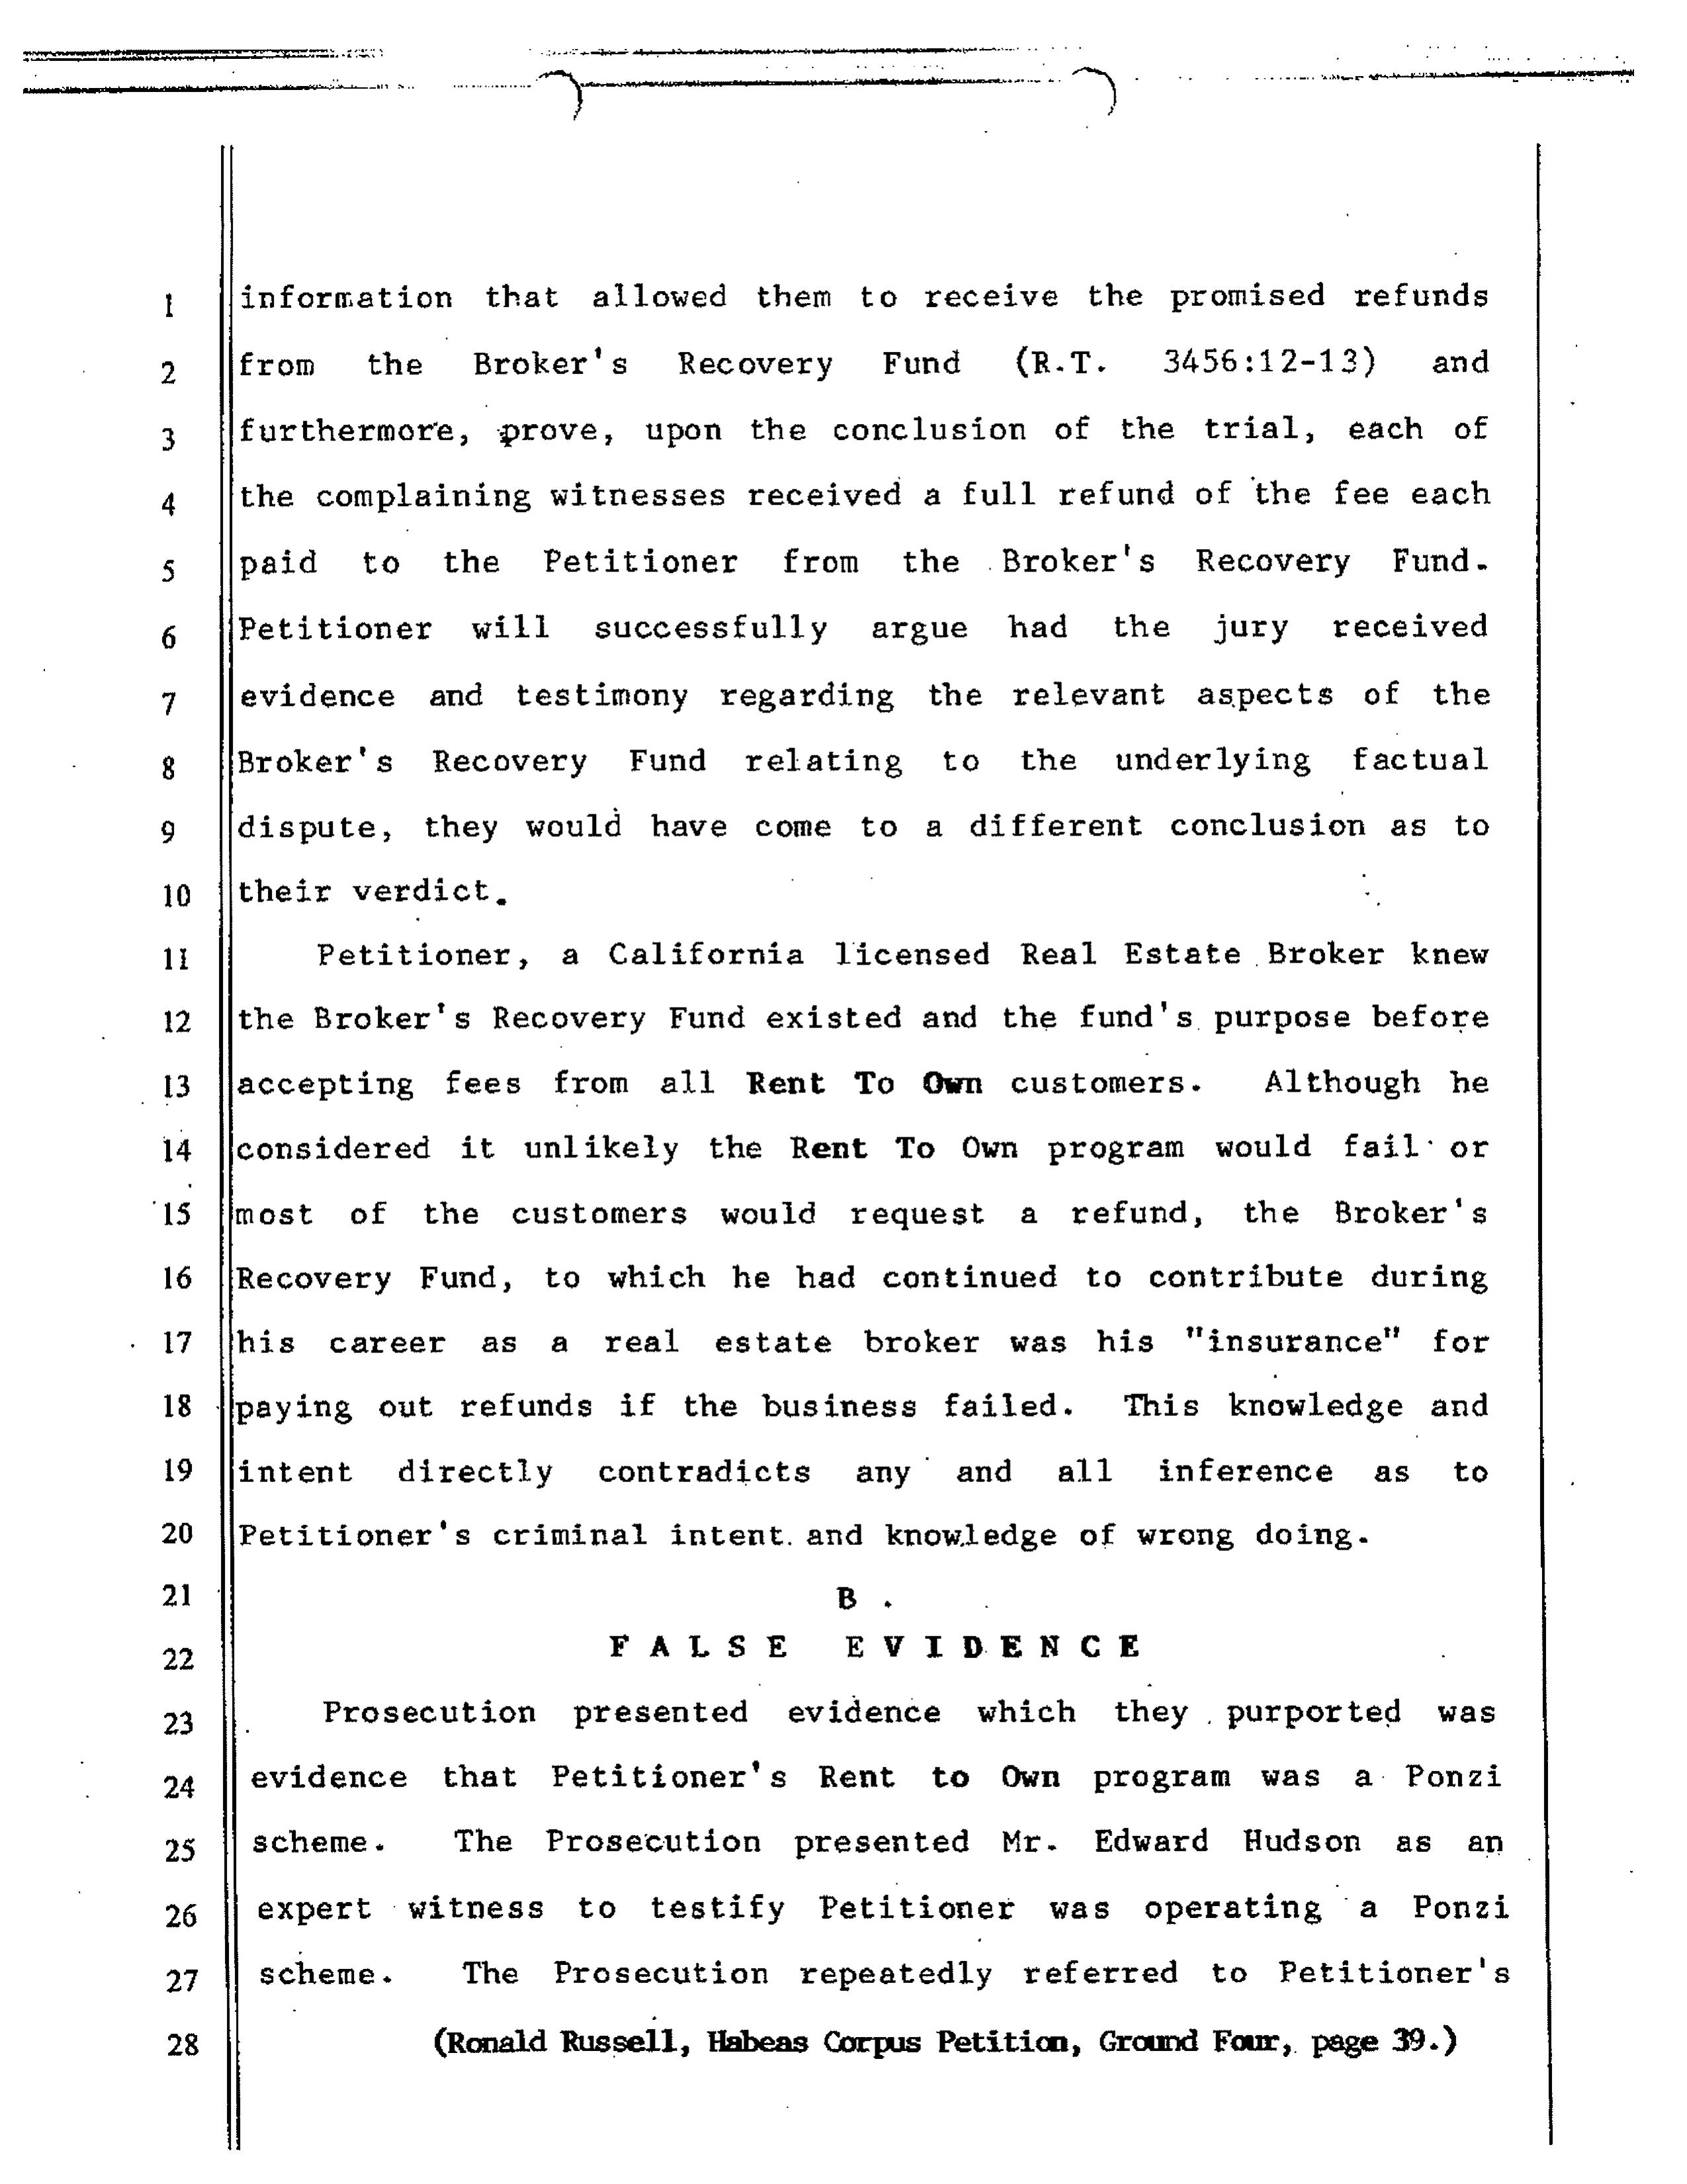 1 information that allowed them to receive the promised refunds
2 from the Broker's Recovery Fund (R.T. 3456:12-13) and
3 furthermore, prove, upon the conclusion of the trial, each of
4 the complaining witnesses received a full refund of the fee each
5 paid to the Petitioner from the Broker's Recovery Fund.
6 Petitioner will successfully argue had the jury received
7 evidence and testimony regarding the relevant aspects of the
8 Broker's Recovery Fund relating to the underlying factual
9 dispute, they would have come to a different conclusion as to
10 their verdict.
11 Petitioner, a California licensed Real Estate Broker knew
12 the Broker's Recovery Fund existed and the fund's purpose before
13 accepting fees from all Rent To Own customers. Although he
14 considered it unlikely the Rent To Own program would fail or
15 most of the customers would request a refund, the Broker's
16 Recovery Fund, to which he had continued to contribute during
17 his career as a real estate broker was his "insurance" for
18 paying out refunds if the business failed. This knowledge and
19 intent directly contradicts any and all inference as to
20 Petitioner's criminal intent and knowledge of wrong doing.
21 B .
22 F A L S E E V I D E N C E
23 Prosecution presented evidence which they purported was
24 evidence that Petitioner's Rent to Own program was a Ponzi
25 scheme. The Prosecution presented Mr. Edward Hudson as an
26 expert witness to testify Petitioner was operating a Ponzi
27 scheme. The Prosecution repeatedly referred to Petitioner's
28 (Ronald Russell, Habeas Corpus Petition, Ground Four, page 39.)